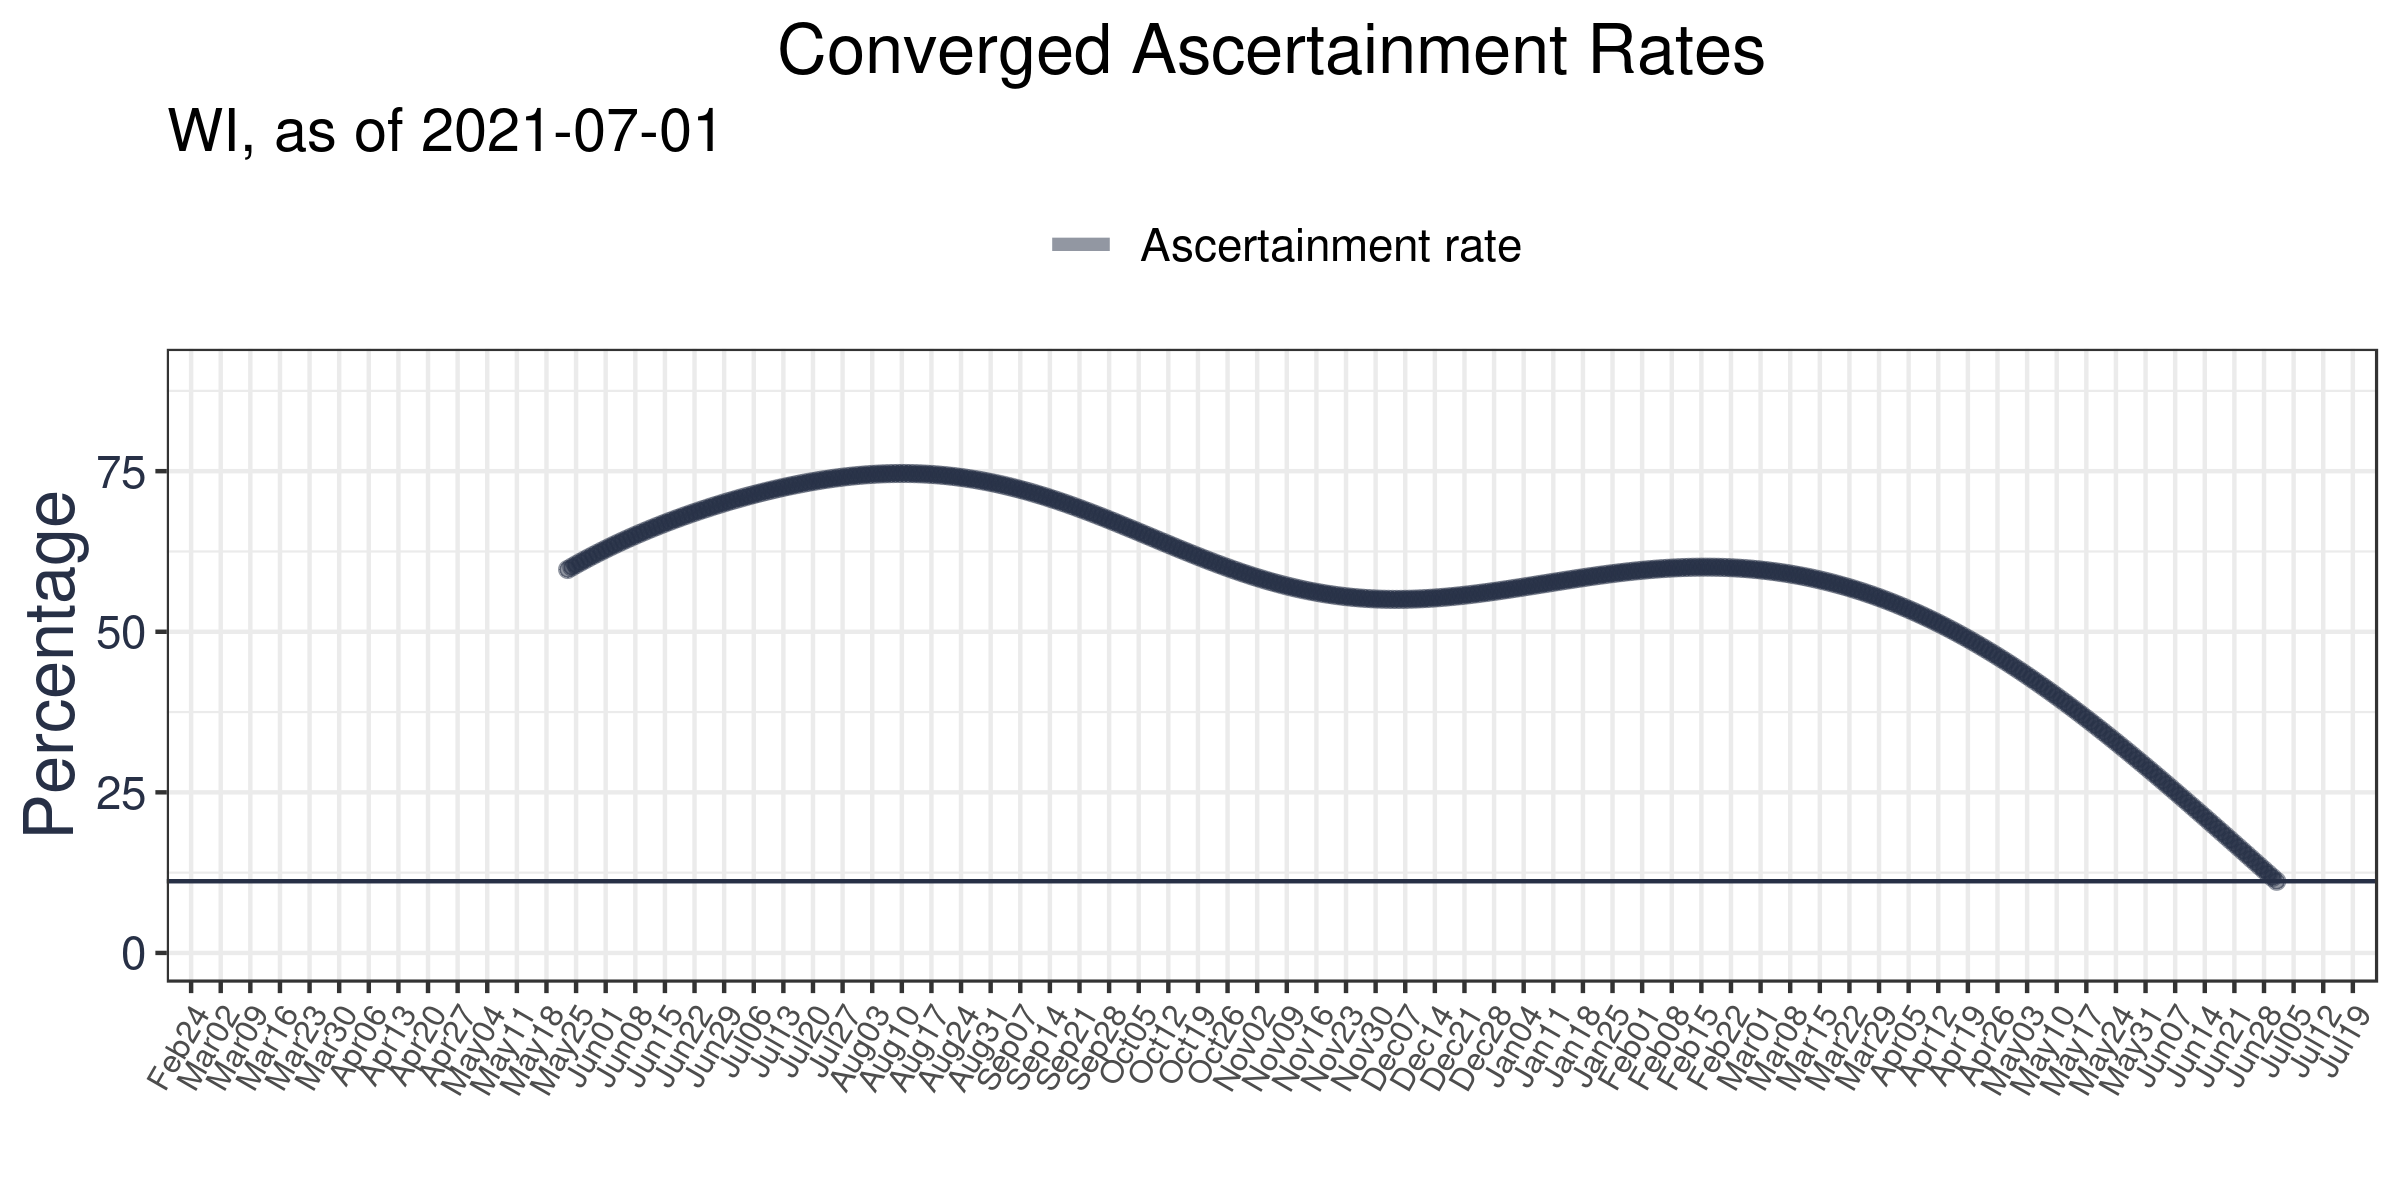 Converged Ascertainment Rates
WI, as of 2021-07-01
Ascertainment rate
Percentage
75
50
25
0
Feb24 Mar02 Mar09 Mar16 Mar23 Mar30 Apr06 Apr13 Apr20 Apr27 May04 May11 May18 May25 Jun01 Jun08 Jun15 Jun22 Jun29 Jul06 Jul13 Jul20 Jul27 Aug03 Aug10 Aug17 Aug24 Aug31 Sep07 Sep14 Sep21 Sep28 Oct05 Oct12 Oct19 Oct26 Nov02 Nov09 Nov16 Nov23 Nov30 Dec07 Dec14 Dec21 Dec28 Jan04 Jan11 Jan18 Jan25 Feb01 Feb08 Feb15 Feb22 Mar01 Mar08 Mar15 Mar22 Mar29 Apr05 Apr12 Apr19 Apr26 May03 May10 May17 May24 May31 Jun07 Jun14 Jun21 Jun28 Jul05 Jul12 Jul19